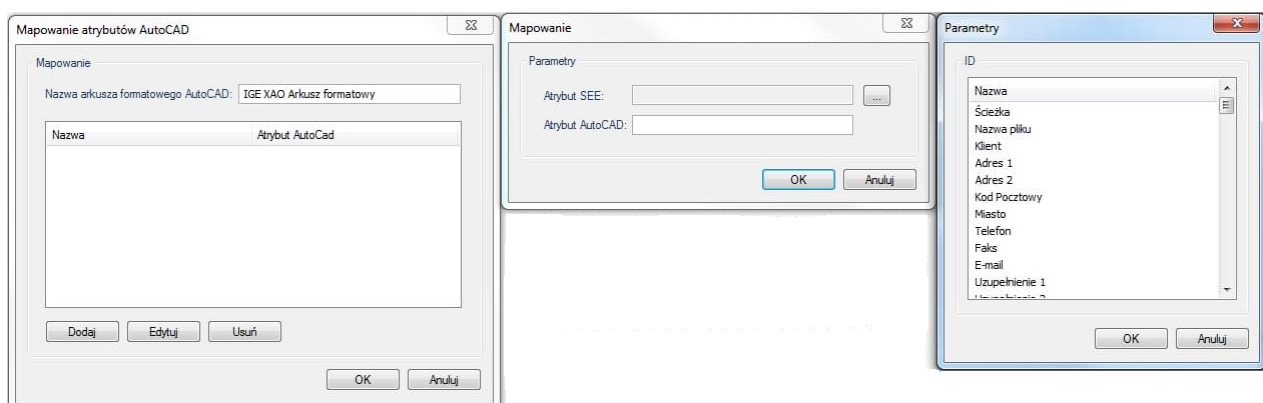 Mapowanie atrybutów AutoCAD
Mapowanie
Nazwa arkusza formatowego AutoCAD: IGE XAO Arkusz formatowy
Nazwa Atrybut AutoCad
Dodaj Edytuj Usuń
OK Anuluj
Mapowanie
Parametry
Atrybut SEE: ...
Atrybut AutoCAD:
OK Anuluj
Parametry
ID
Nazwa
Ścieżka
Nazwa pliku
Klient
Adres 1
Adres 2
Kod Pocztowy
Miasto
Telefon
Faks
E-mail
Uzupełnienie 1
OK Anuluj